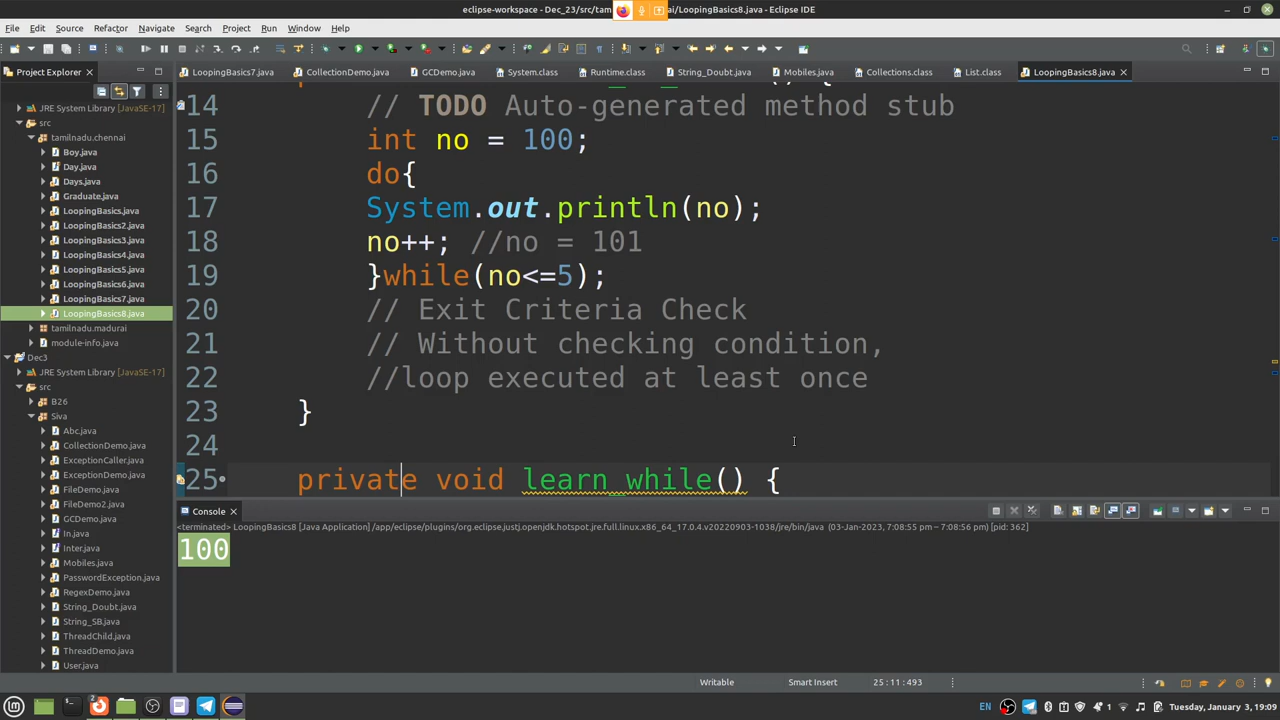 eclipse-workspace - Dec_23/src/tam
ai/LoopingBasics8.java - Eclipse IDE
File Edit Source Refactor Navigate Search Project Run Window Help
Project Explorer
LoopingBasics7.java CollectionDemo.java GCDemo.java System.class Runtime.class String_Doubt.java Mobiles.java Collections.class List.class LoopingBasics8.java
JRE System Library [JavaSE-17]
src
tamilnadu.chennai
Boy.java
Day.java
Days.java
Graduate.java
LoopingBasics.java
LoopingBasics2.java
LoopingBasics3.java
LoopingBasics4.java
LoopingBasics5.java
LoopingBasics6.java
LoopingBasics7.java
LoopingBasics8.java
tamilnadu.madurai
module-info.java
Dec3
JRE System Library [JavaSE-17]
src
B26
Siva
Abc.java
CollectionDemo.java
ExceptionCaller.java
ExceptionDemo.java
FileDemo.java
FileDemo2.java
GCDemo.java
In.java
Inter.java
Mobiles.java
PasswordException.java
RegexDemo.java
String_Doubt.java
String_SB.java
ThreadChild.java
ThreadDemo.java
User.java
14 // TODO Auto-generated method stub
15 int no = 100;
16 do{
17 System.out.println(no);
18 no++; //no = 101
19 }while(no<=5);
20 // Exit Criteria Check
21 // Without checking condition,
22 //loop executed at least once
23 }
24
25 private void learn_while() {
Console
<terminated> LoopingBasics8 [Java Application] /app/eclipse/plugins/org.eclipse.justj.openjdk.hotspot.jre.full.linux.x86_64_17.0.4.v20220903-1038/jre/bin/java (03-Jan-2023, 7:08:55 pm – 7:08:56 pm) [pid: 362]
100
Writable Smart Insert 25 : 11 : 493
2 EN 1 Tuesday, January 3, 19:09